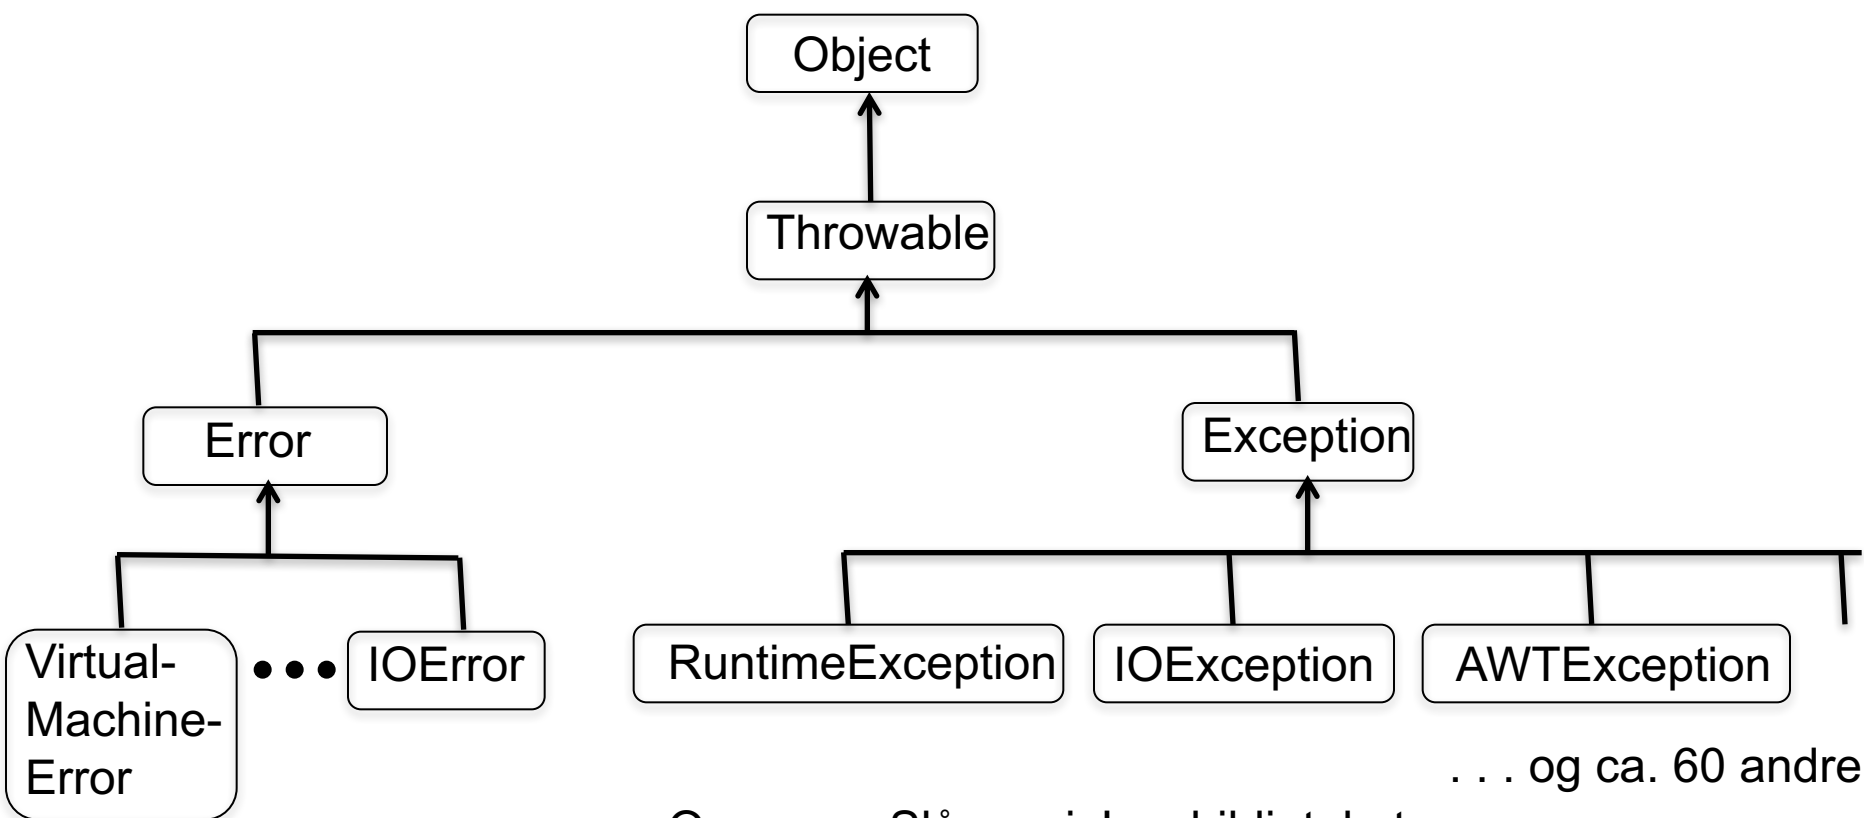 Object
Throwable
Error
Exception
Virtual-
Machine-
Error
IOError
RuntimeException
IOException
AWTException
. . . og ca. 60 andre